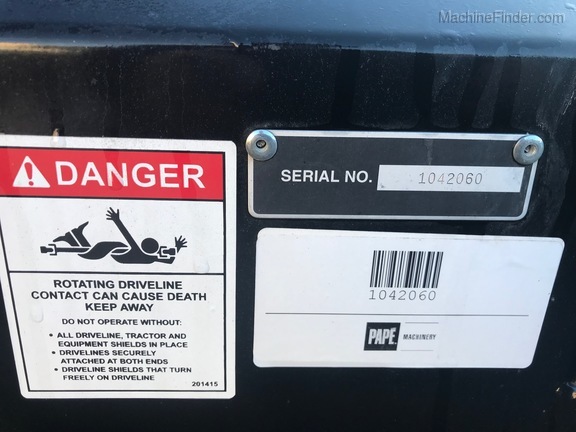 MachineFinder.com
DANGER
ROTATING DRIVELINE
CONTACT CAN CAUSE DEATH
KEEP AWAY
DO NOT OPERATE WITHOUT:
• ALL DRIVELINE, TRACTOR AND
EQUIPMENT SHIELDS IN PLACE
• DRIVELINES SECURELY
ATTACHED AT BOTH ENDS
• DRIVELINE SHIELDS THAT TURN
FREELY ON DRIVELINE
201415
SERIAL NO. 1042060
1042060
PAPÉ MACHINERY